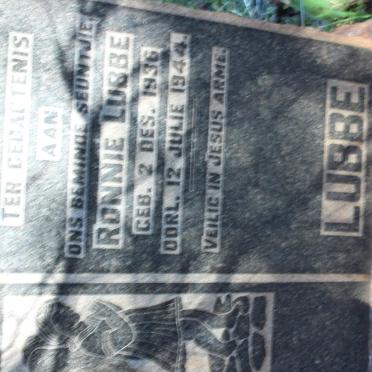 TER GEDAGTENIS
AAN
ONS BEMINDE SEUNTJIE
RONNIE LUBBE
GEB. 2 DES. 1936
OORL. 12 JULIE 1944.
VEILIG IN JESUS ARME.
LUBBE